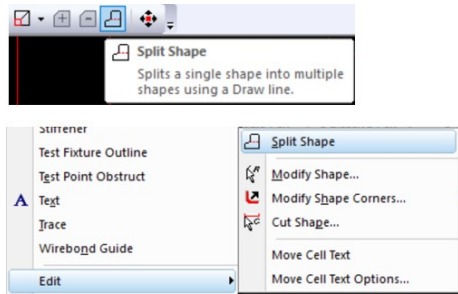 Split Shape
Splits a single shape into multiple
shapes using a Draw line.
Stiffener
Test Fixture Outline
Test Point Obstruct
A Text
Trace
Wirebond Guide
Edit
Split Shape
Modify Shape...
Modify Shape Corners...
Cut Shape...
Move Cell Text
Move Cell Text Options...